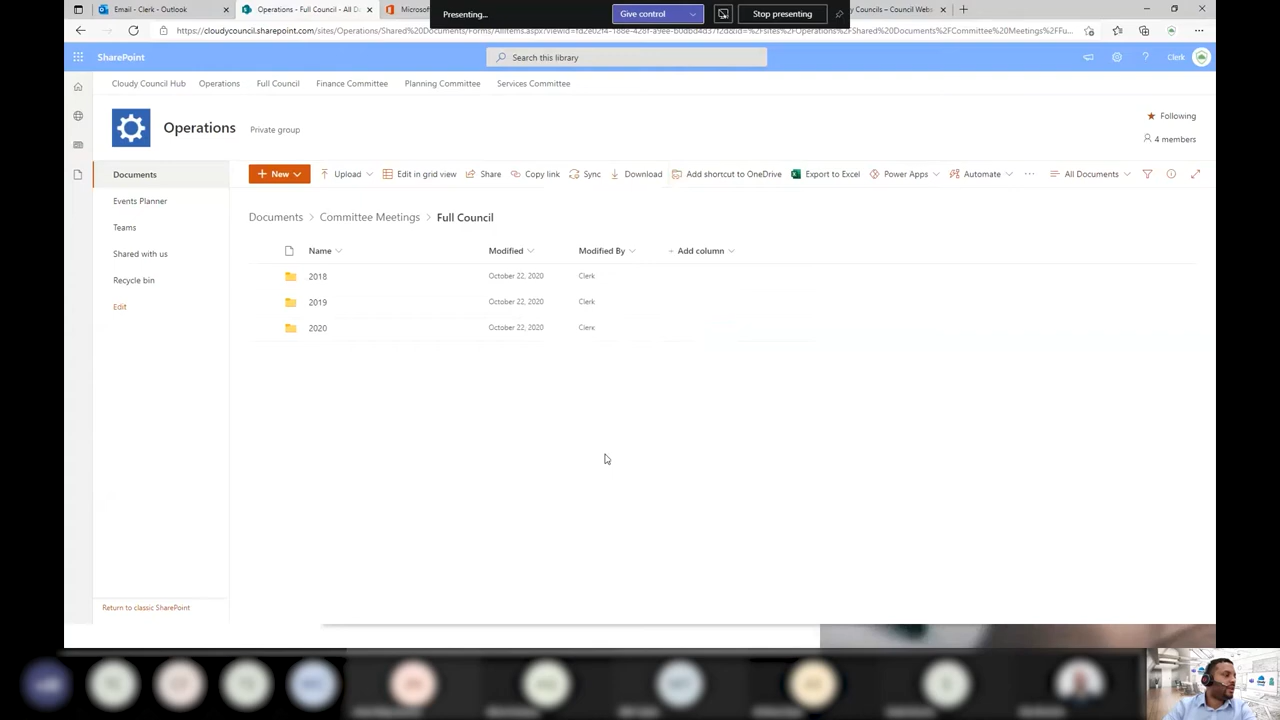 Email - Clerk - Outlook
Operations - Full Council - All D
Presenting...
Give control
Stop presenting
Councils – Council Webs
SharePoint
Search this library
Clerk
Cloudy Council Hub Operations Full Council Finance Committee Planning Committee Services Committee
Operations Private group
Following
4 members
New Upload Edit in grid view Share Copy link Sync Download Add shortcut to OneDrive Export to Excel Power Apps Automate ... All Documents
Documents
Events Planner
Teams
Shared with us
Recycle bin
Edit
Documents > Committee Meetings > Full Council
Name Modified Modified By + Add column
2018 October 22, 2020 Clerk
2019 October 22, 2020 Clerk
2020 October 22, 2020 Clerk
Return to classic SharePoint